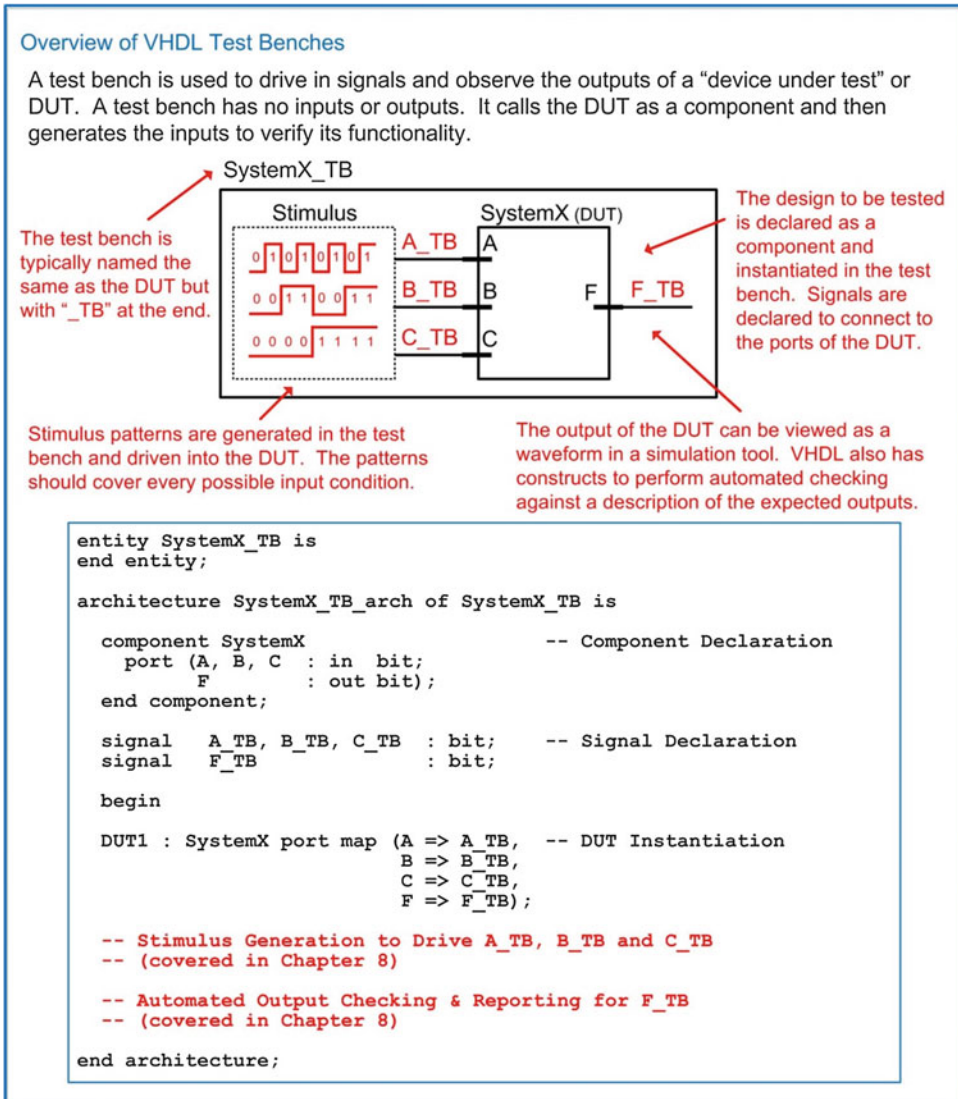 Overview of VHDL Test Benches
A test bench is used to drive in signals and observe the outputs of a “device under test” or
DUT. A test bench has no inputs or outputs. It calls the DUT as a component and then
generates the inputs to verify its functionality.
SystemX_TB
The test bench is
typically named the
same as the DUT but
with “_TB” at the end.
Stimulus
0 1 0 1 0 1 0 1
0 0 1 1 0 0 1 1
0 0 0 0 1 1 1 1
A_TB
B_TB
C_TB
SystemX (DUT)
A
B
C
F
F_TB
The design to be tested
is declared as a
component and
instantiated in the test
bench. Signals are
declared to connect to
the ports of the DUT.
Stimulus patterns are generated in the test
bench and driven into the DUT. The patterns
should cover every possible input condition.
The output of the DUT can be viewed as a
waveform in a simulation tool. VHDL also has
constructs to perform automated checking
against a description of the expected outputs.
entity SystemX_TB is
end entity;
architecture SystemX_TB_arch of SystemX_TB is
component SystemX -- Component Declaration
port (A, B, C : in bit;
F : out bit);
end component;
signal A_TB, B_TB, C_TB : bit; -- Signal Declaration
signal F_TB : bit;
begin
DUT1 : SystemX port map (A => A_TB, -- DUT Instantiation
B => B_TB,
C => C_TB,
F => F_TB);
-- Stimulus Generation to Drive A_TB, B_TB and C_TB
-- (covered in Chapter 8)
-- Automated Output Checking & Reporting for F_TB
-- (covered in Chapter 8)
end architecture;